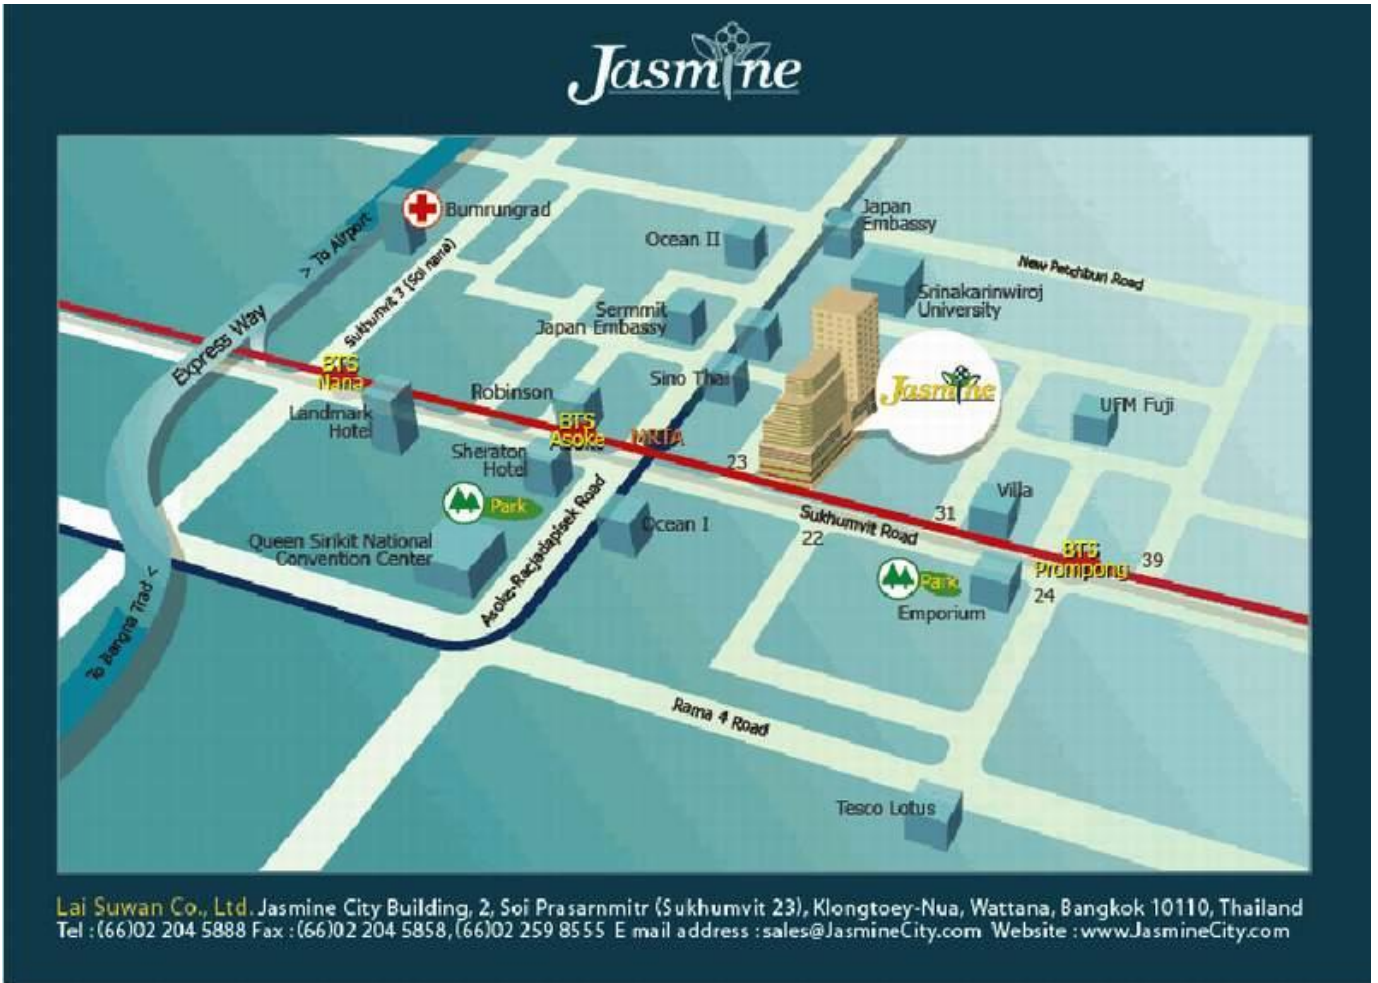 Jasmine
Bumrungrad
> To Airport
Sukhumvit 3 (Soi nana)
Express Way
Ocean II
Japan
Embassy
New Petchburi Road
Srinakarinwiroj
University
Sermmit
Japan Embassy
Sino Thai
Jasmine
BTS
Nana
Landmark
Hotel
Robinson
BTS
Asoke
MRTA
Sheraton
Hotel
Park
UFM Fuji
23
Villa
31
Sukhumvit Road
22
Ocean I
Queen Sirikit National
Convention Center
Asoke-Racjadapisek Road
BTS
Prompong
39
Park
24
Emporium
To Bangna Trad <
Rama 4 Road
Tesco Lotus
Lai Suwan Co., Ltd. Jasmine City Building, 2, Soi Prasarnmitr (Sukhumvit 23), Klongtoey-Nua, Wattana, Bangkok 10110, Thailand
Tel :(66)02 204 5888 Fax :(66)02 204 5858, (66)02 259 8555 E mail address :sales@JasmineCity.com Website :www.JasmineCity.com